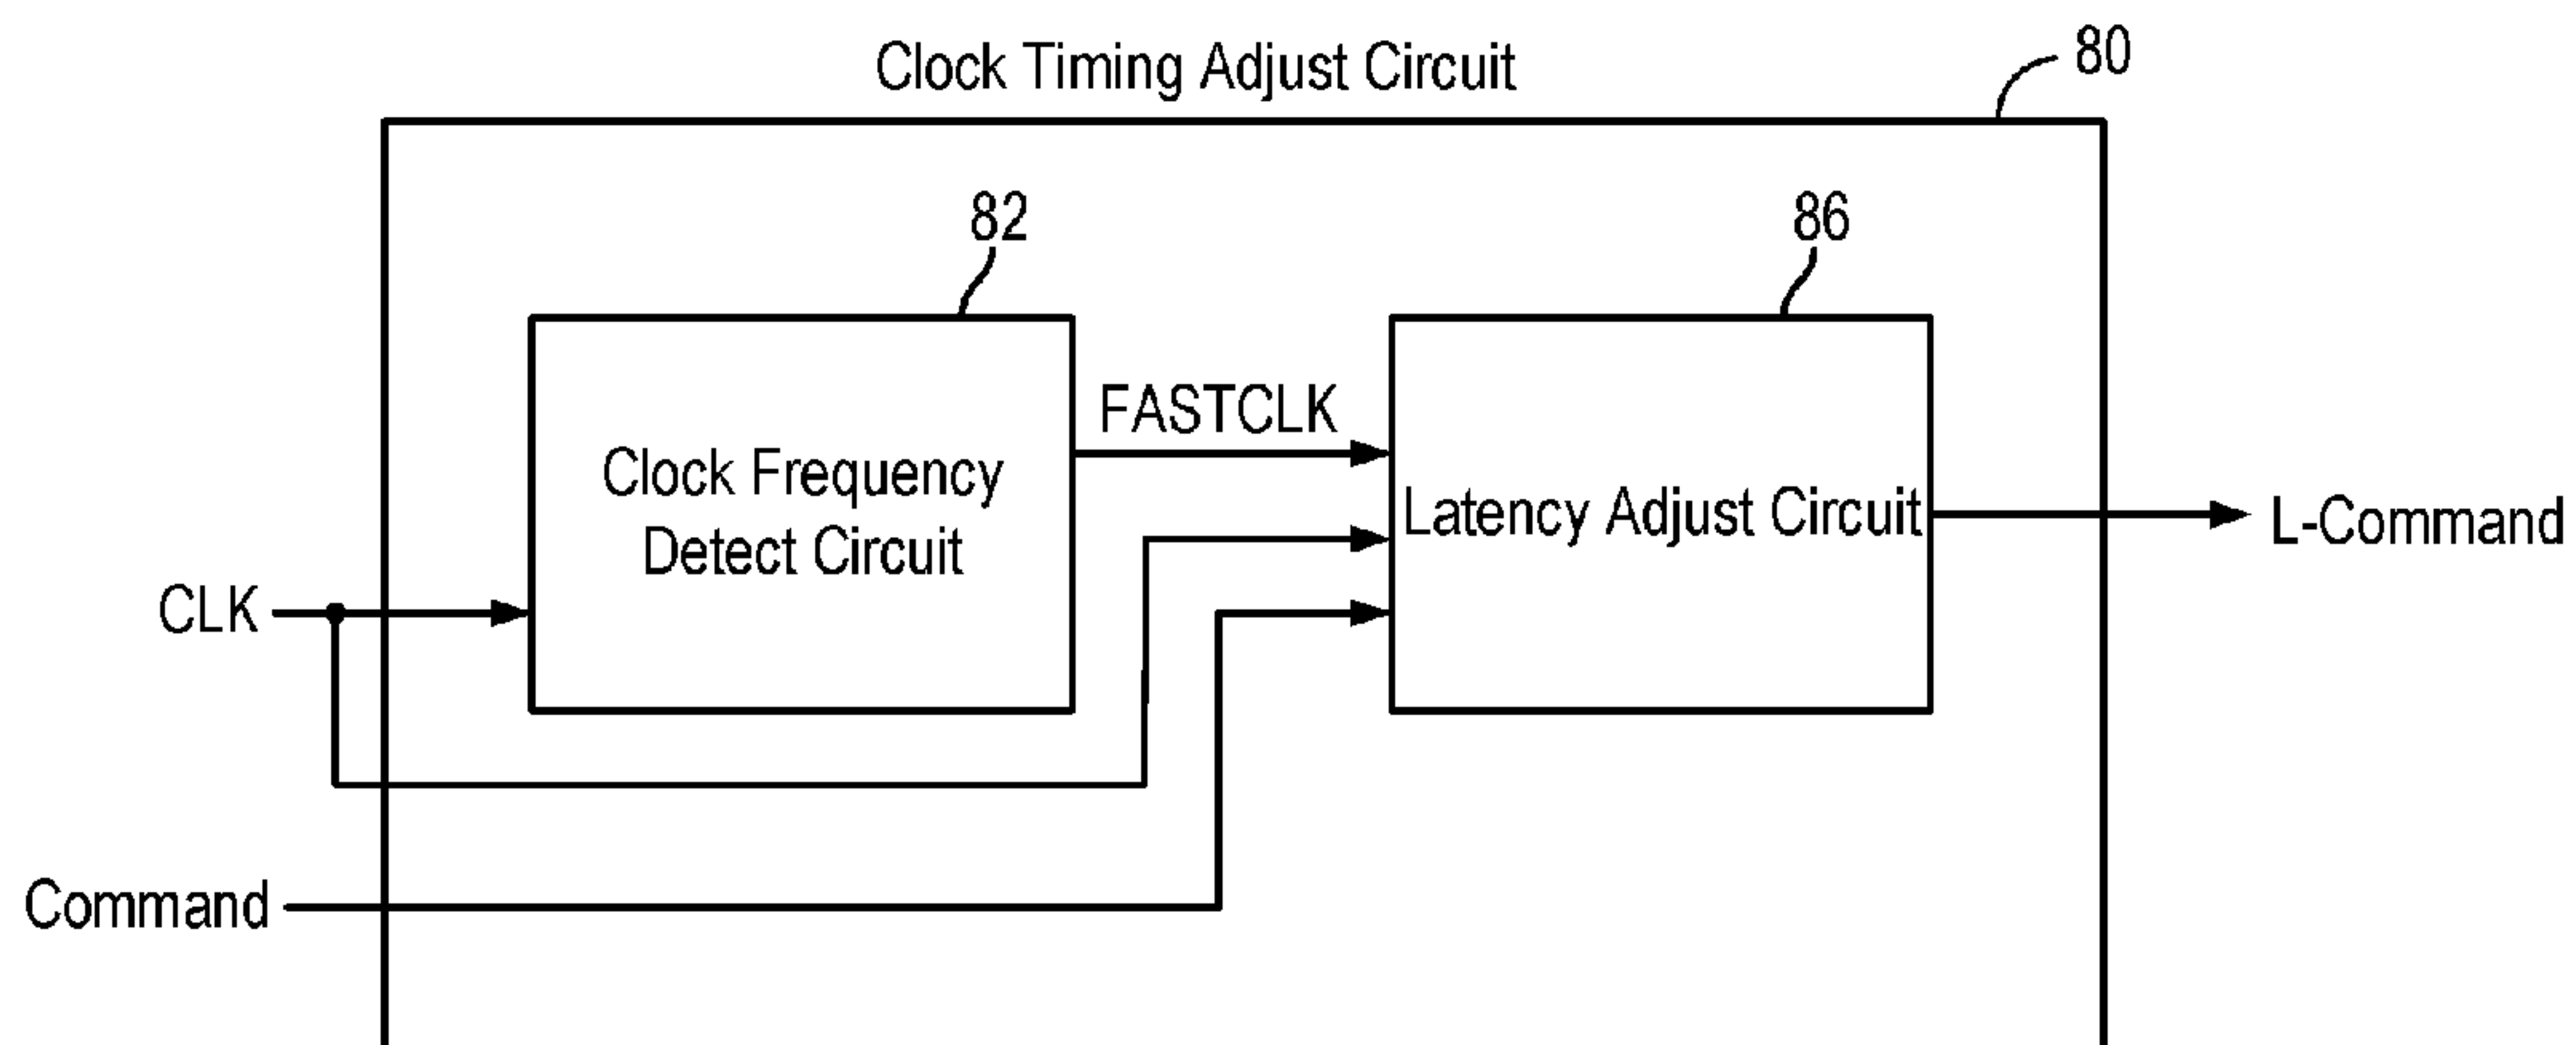 Clock Timing Adjust Circuit
80
82
86
FASTCLK
Clock Frequency
Detect Circuit
Latency Adjust Circuit
L-Command
CLK
Command